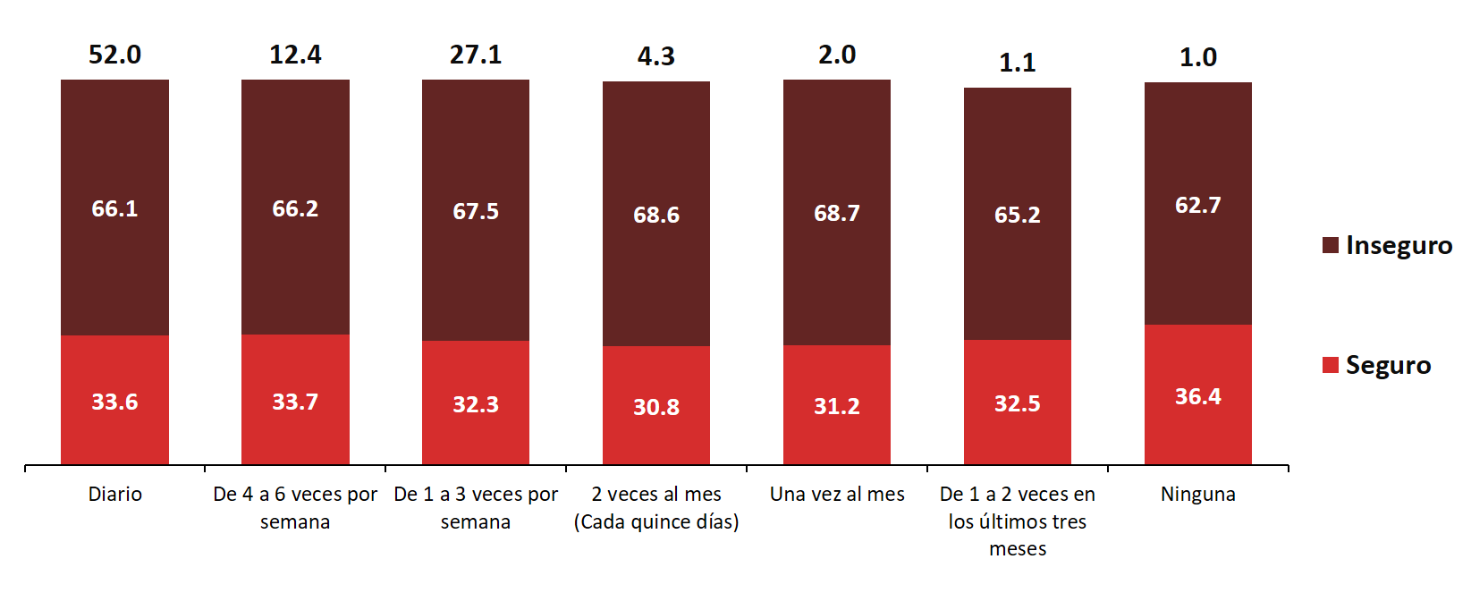 52.0 12.4 27.1 4.3 2.0 1.1 1.0
66.1 66.2 67.5 68.6 68.7 65.2 62.7
Inseguro
Seguro
33.6 33.7 32.3 30.8 31.2 32.5 36.4
Diario
De 4 a 6 veces por
semana
De 1 a 3 veces por
semana
2 veces al mes
(Cada quince días)
Una vez al mes
De 1 a 2 veces en
los últimos tres
meses
Ninguna